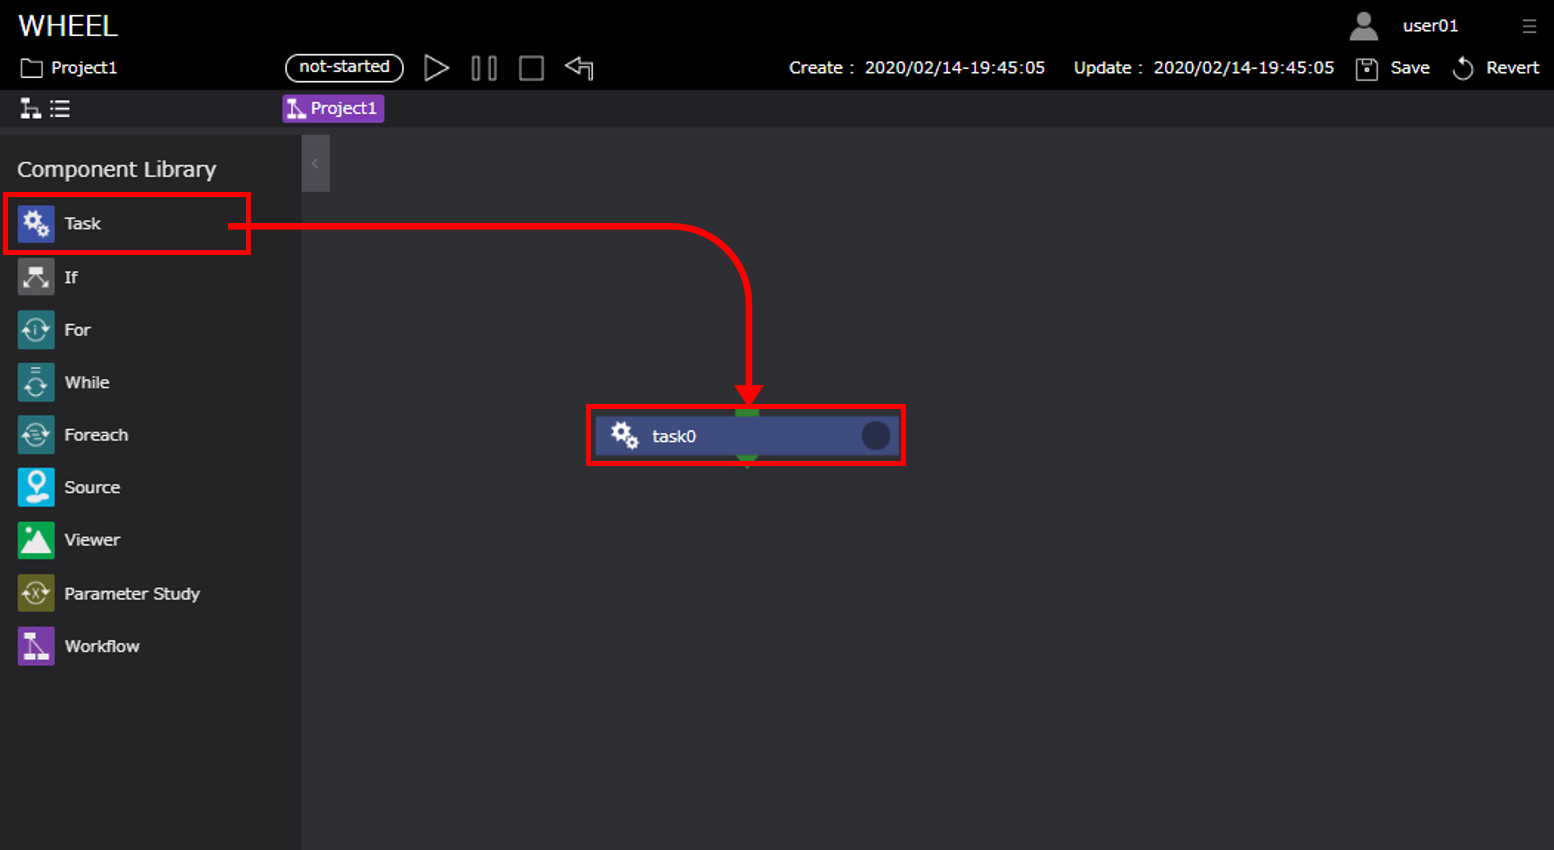 WHEEL
user01
Project1
not-started
Create : 2020/02/14-19:45:05
Update : 2020/02/14-19:45:05
Save
Revert
Project1
Component Library
Task
If
For
While
Foreach
Source
Viewer
Parameter Study
Workflow
task0